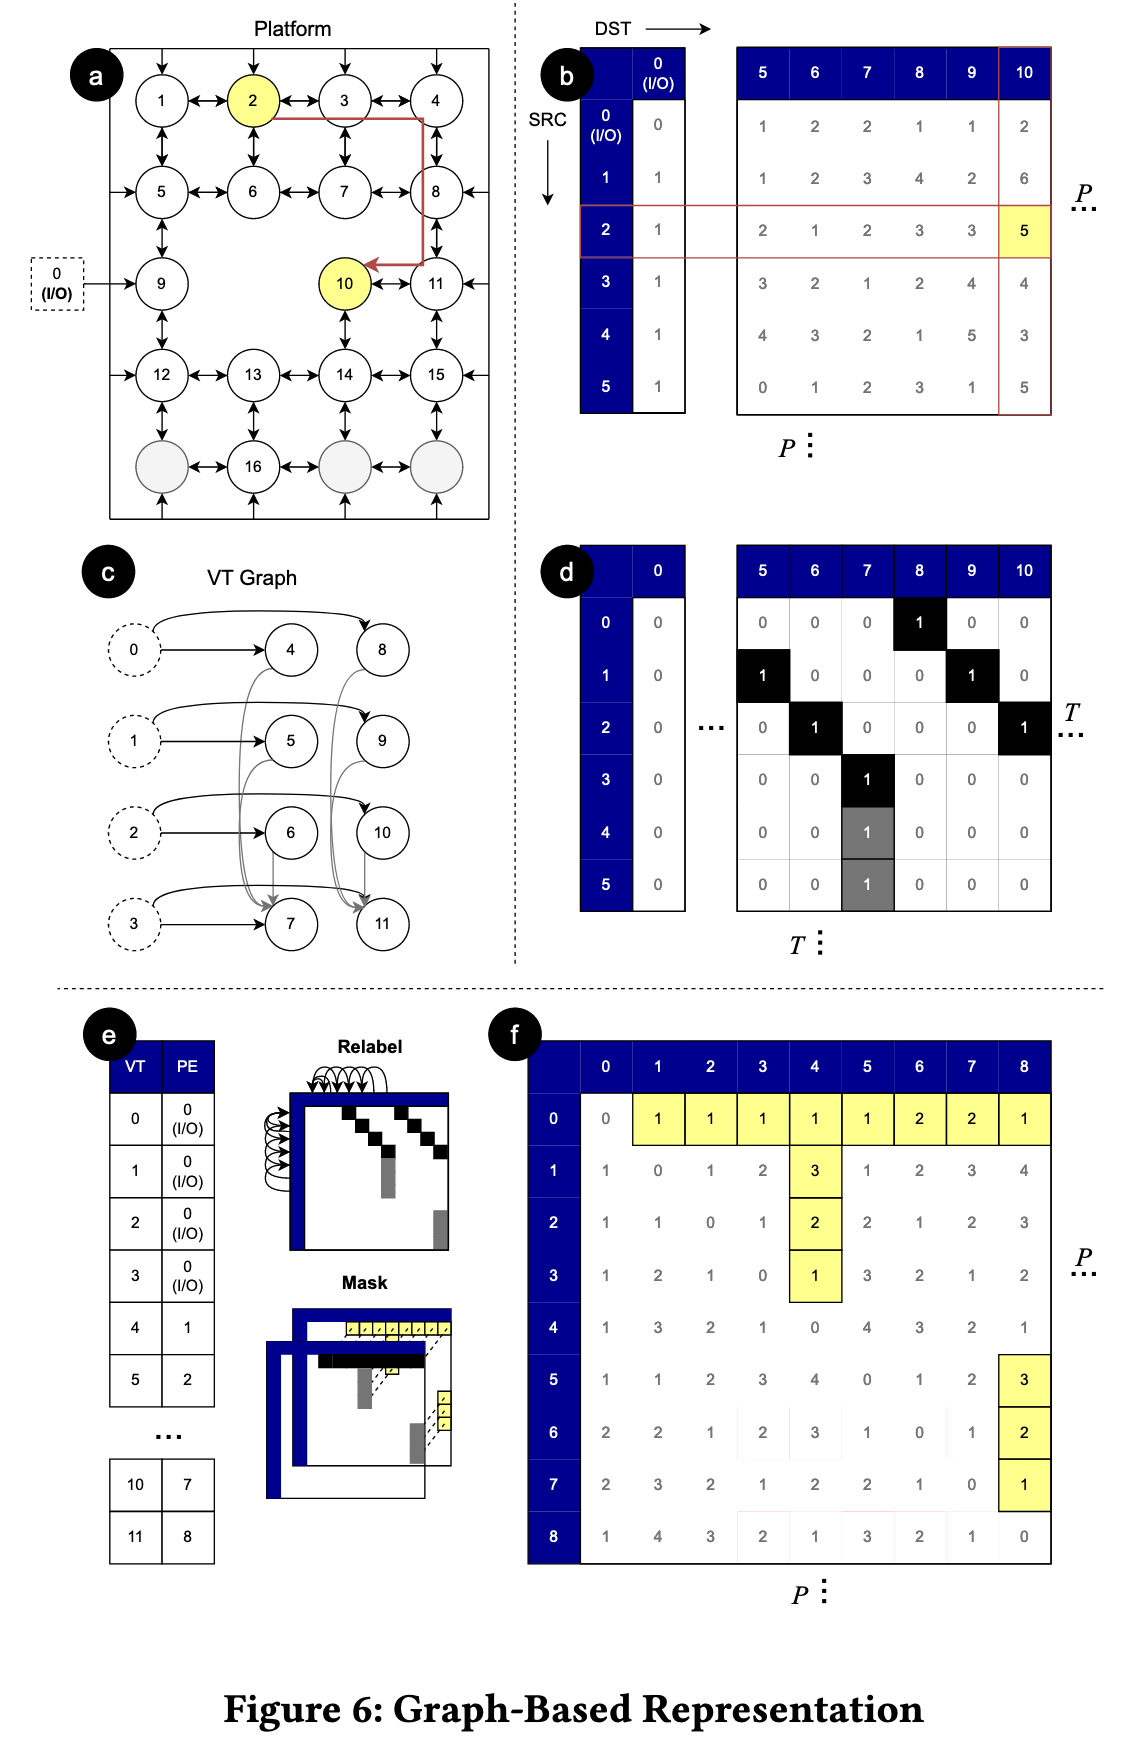 Platform
a
1 2 3 4
5 6 7 8
0
(I/O)
9 10 11
12 13 14 15
16
DST
b
SRC
0
(I/O)
5 6 7 8 9 10
0
(I/O)
0 1 2 2 1 1 2
1 1 1 2 3 4 2 6
2 1 2 1 2 3 3 5
3 1 3 2 1 2 4 4
4 1 4 3 2 1 5 3
5 1 0 1 2 3 1 5
P ...
P ⋮
c
VT Graph
0 4 8
1 5 9
2 6 10
3 7 11
d
0 5 6 7 8 9 10
0 0 0 0 0 1 0 0
1 0 1 0 0 0 1 0
2 0 ... 0 1 0 0 0 1
3 0 0 0 1 0 0 0
4 0 0 0 1 0 0 0
5 0 0 0 1 0 0 0
T ...
T ⋮
e
VT PE
0 0
(I/O)
1 0
(I/O)
2 0
(I/O)
3 0
(I/O)
4 1
5 2
...
10 7
11 8
Relabel
Mask
f
0 1 2 3 4 5 6 7 8
0 0 1 1 1 1 1 2 2 1
1 1 0 1 2 3 1 2 3 4
2 1 1 0 1 2 2 1 2 3
3 1 2 1 0 1 3 2 1 2
4 1 3 2 1 0 4 3 2 1
5 1 1 2 3 4 0 1 2 3
6 2 2 1 2 3 1 0 1 2
7 2 3 2 1 2 2 1 0 1
8 1 4 3 2 1 3 2 1 0
P ...
P ⋮
Figure 6: Graph-Based Representation